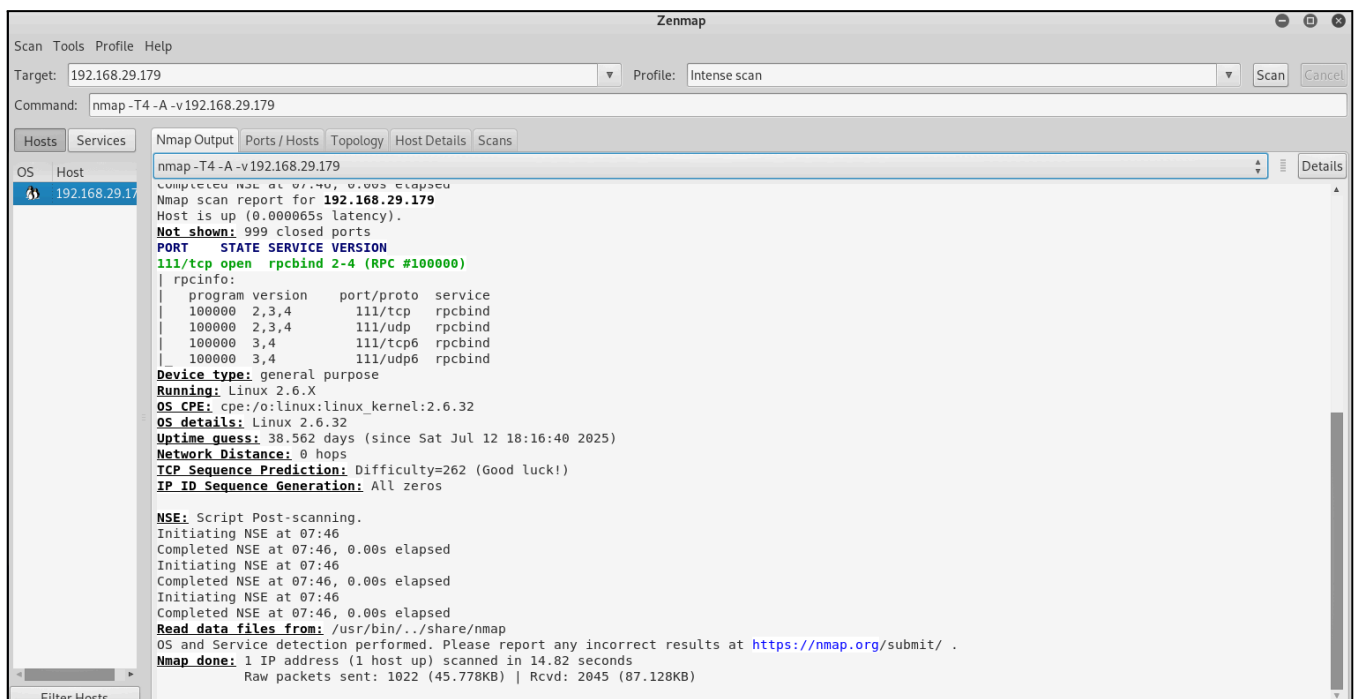 Zenmap
Scan Tools Profile Help
Target: 192.168.29.179 Profile: Intense scan Scan Cancel
Command: nmap -T4 -A -v 192.168.29.179
Hosts Services Nmap Output Ports / Hosts Topology Host Details Scans
nmap -T4 -A -v 192.168.29.179 Details
OS Host
192.168.29.17
Completed NSE at 07:46, 0.00s elapsed
Nmap scan report for 192.168.29.179
Host is up (0.000065s latency).
Not shown: 999 closed ports
PORT STATE SERVICE VERSION
111/tcp open rpcbind 2-4 (RPC #100000)
| rpcinfo:
| program version port/proto service
| 100000 2,3,4 111/tcp rpcbind
| 100000 2,3,4 111/udp rpcbind
| 100000 3,4 111/tcp6 rpcbind
|_ 100000 3,4 111/udp6 rpcbind
Device type: general purpose
Running: Linux 2.6.X
OS CPE: cpe:/o:linux:linux_kernel:2.6.32
OS details: Linux 2.6.32
Uptime guess: 38.562 days (since Sat Jul 12 18:16:40 2025)
Network Distance: 0 hops
TCP Sequence Prediction: Difficulty=262 (Good luck!)
IP ID Sequence Generation: All zeros
NSE: Script Post-scanning.
Initiating NSE at 07:46
Completed NSE at 07:46, 0.00s elapsed
Initiating NSE at 07:46
Completed NSE at 07:46, 0.00s elapsed
Initiating NSE at 07:46
Completed NSE at 07:46, 0.00s elapsed
Read data files from: /usr/bin/../share/nmap
OS and Service detection performed. Please report any incorrect results at https://nmap.org/submit/ .
Nmap done: 1 IP address (1 host up) scanned in 14.82 seconds
Raw packets sent: 1022 (45.778KB) | Rcvd: 2045 (87.128KB)
Filter Hosts